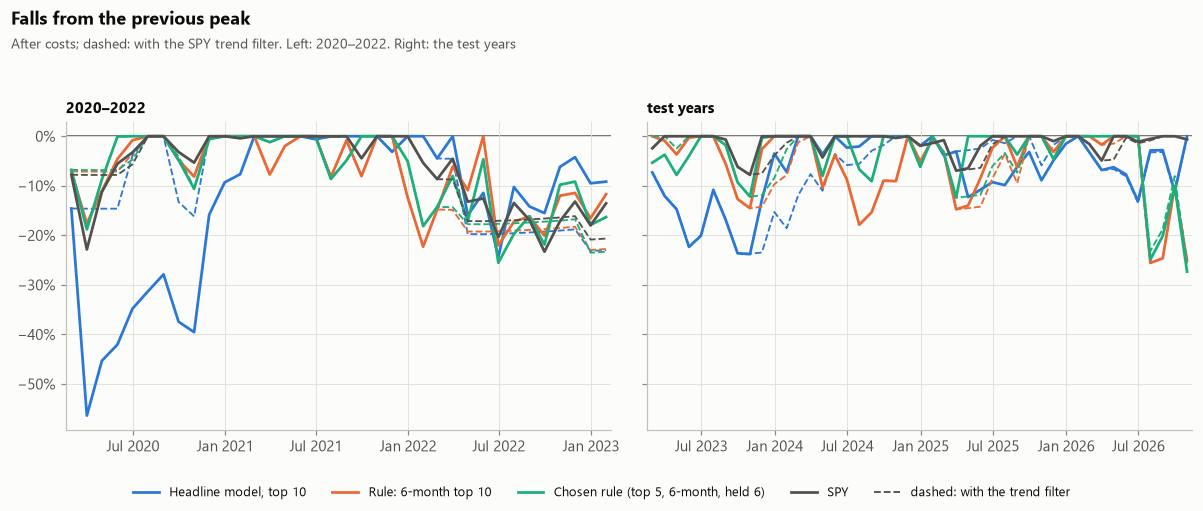 Falls from the previous peak
After costs; dashed: with the SPY trend filter. Left: 2020–2022. Right: the test years
2020–2022
test years
0%
−10%
−20%
−30%
−40%
−50%
Jul 2020
Jan 2021
Jul 2021
Jan 2022
Jul 2022
Jan 2023
Jul 2023
Jan 2024
Jul 2024
Jan 2025
Jul 2025
Jan 2026
Jul 2026
Headline model, top 10
Rule: 6-month top 10
Chosen rule (top 5, 6-month, held 6)
SPY
dashed: with the trend filter